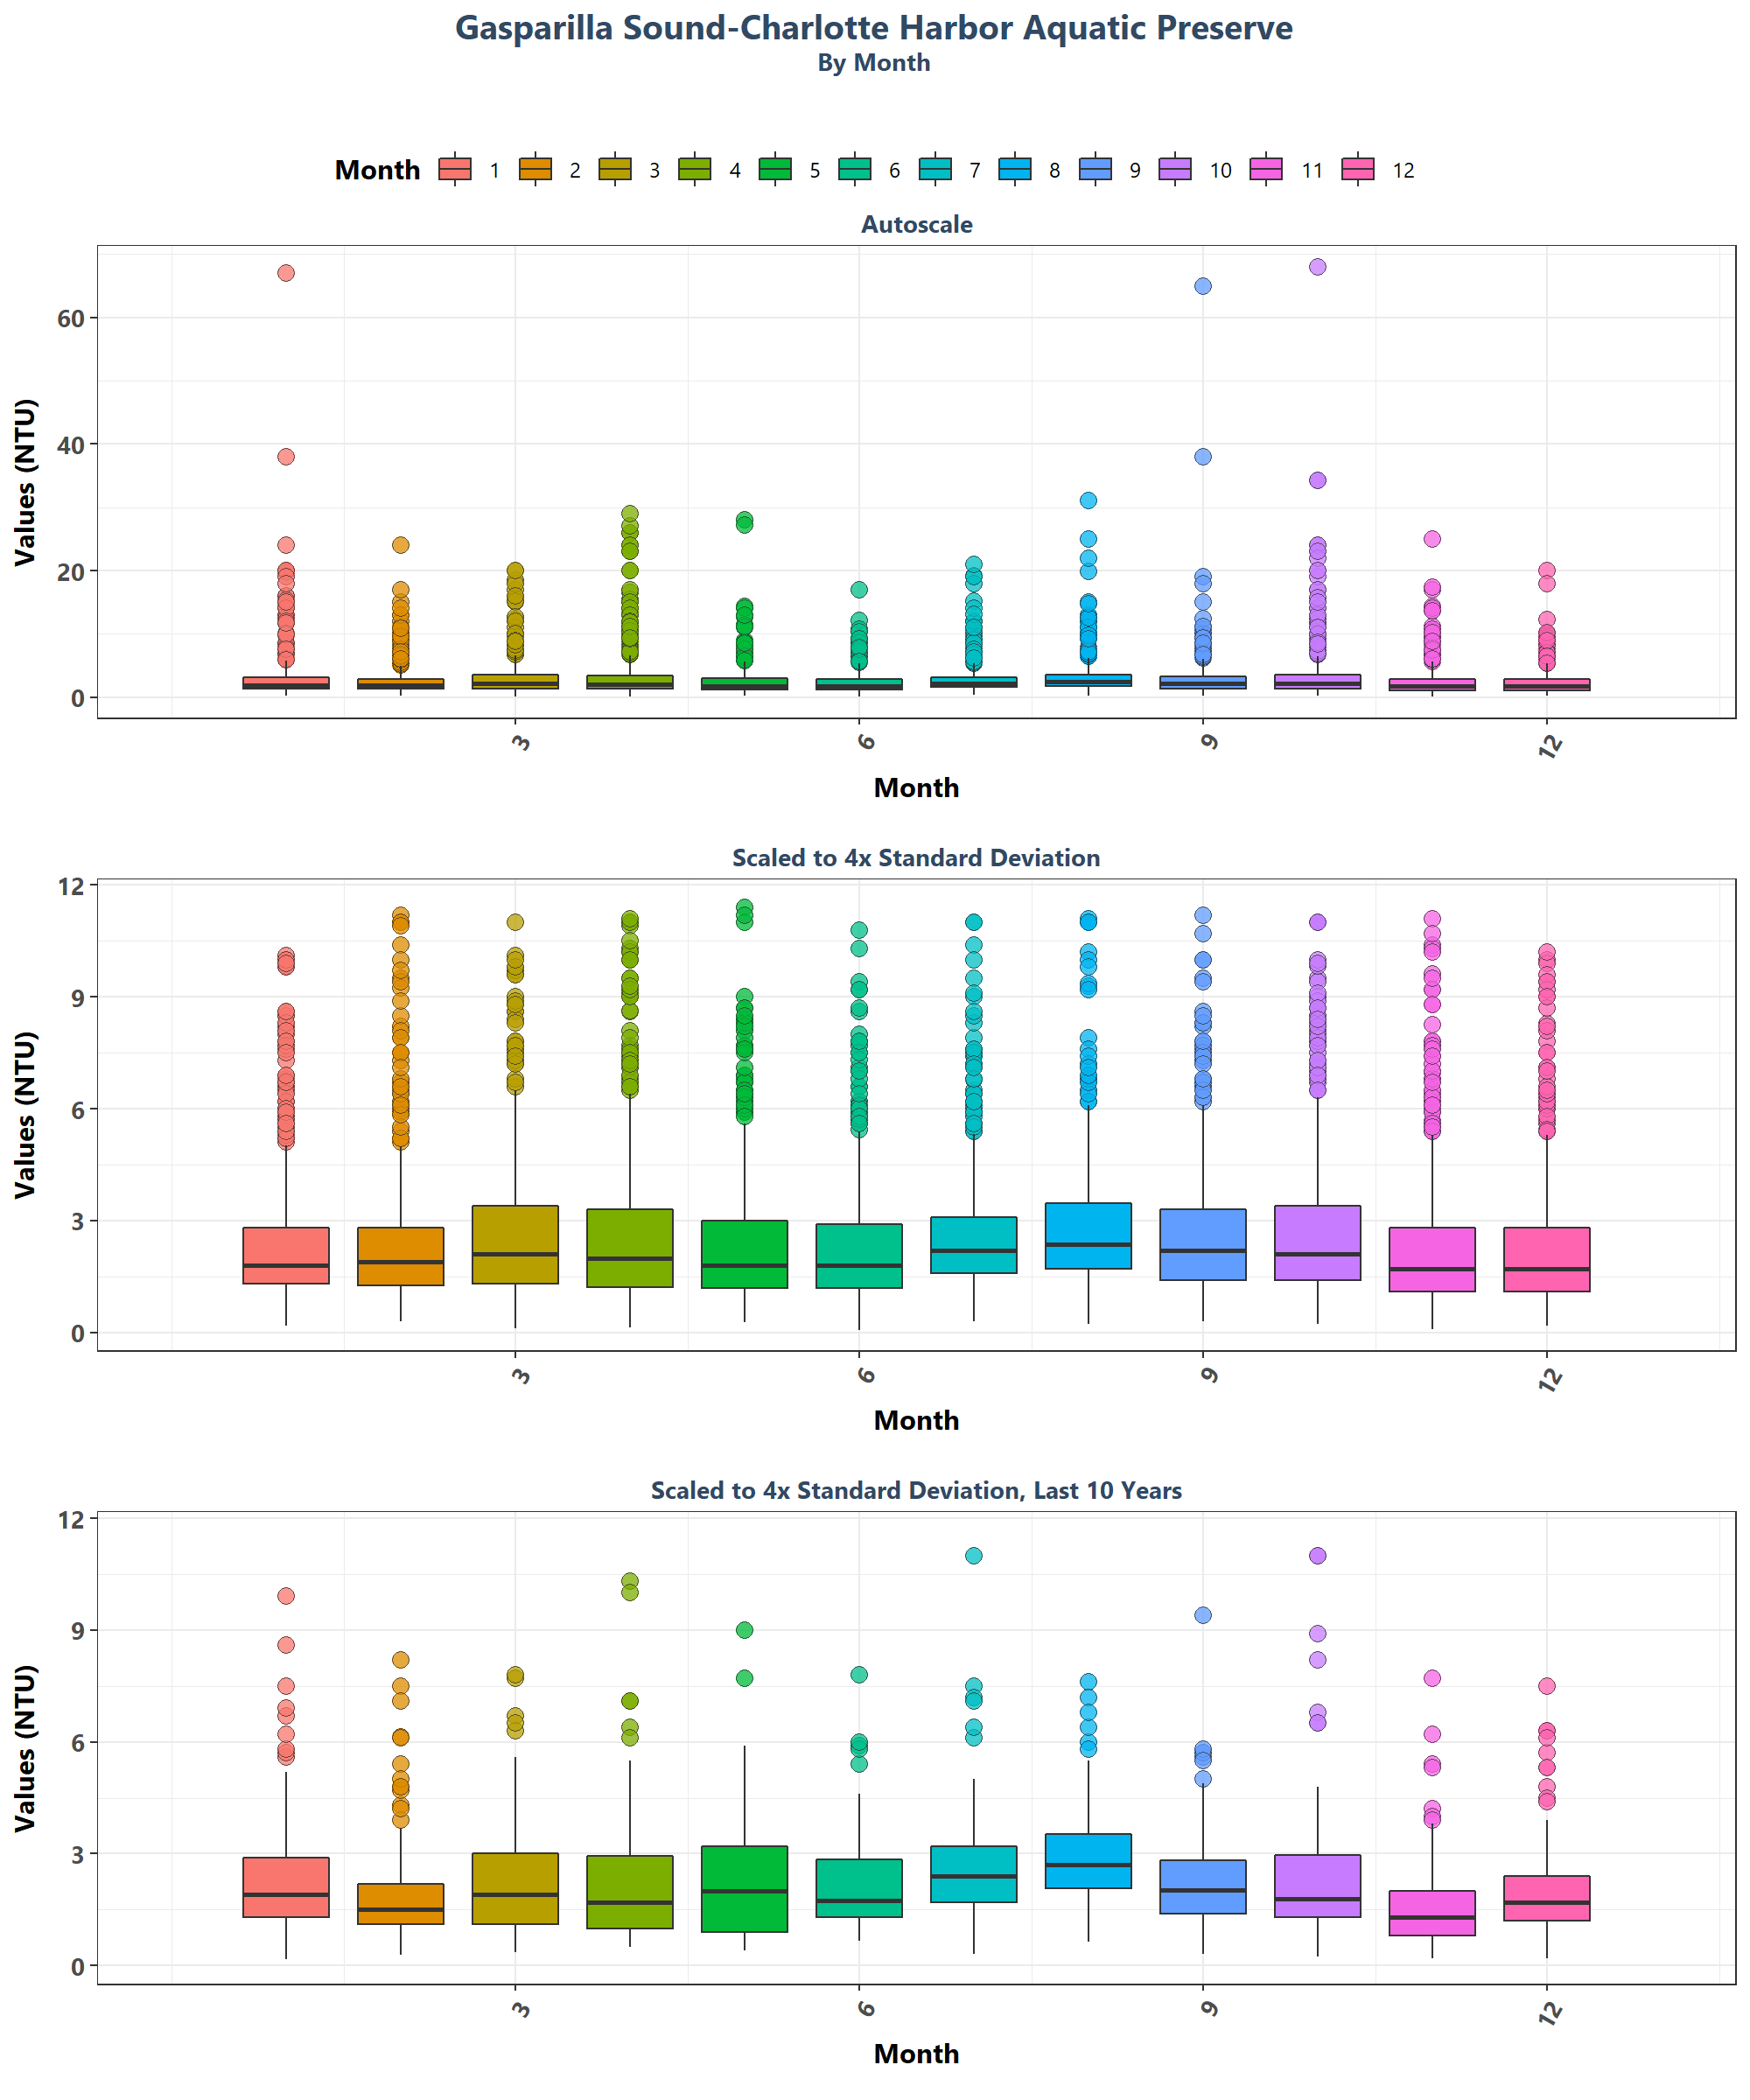 Gasparilla Sound-Charlotte Harbor Aquatic Preserve
By Month
Month 1 2 3 4 5 6 7 8 9 10 11 12
Autoscale
Values (NTU)
60
40
20
0
3 6 9 12
Month
Scaled to 4x Standard Deviation
Values (NTU)
12
9
6
3
0
3 6 9 12
Month
Scaled to 4x Standard Deviation, Last 10 Years
Values (NTU)
12
9
6
3
0
3 6 9 12
Month